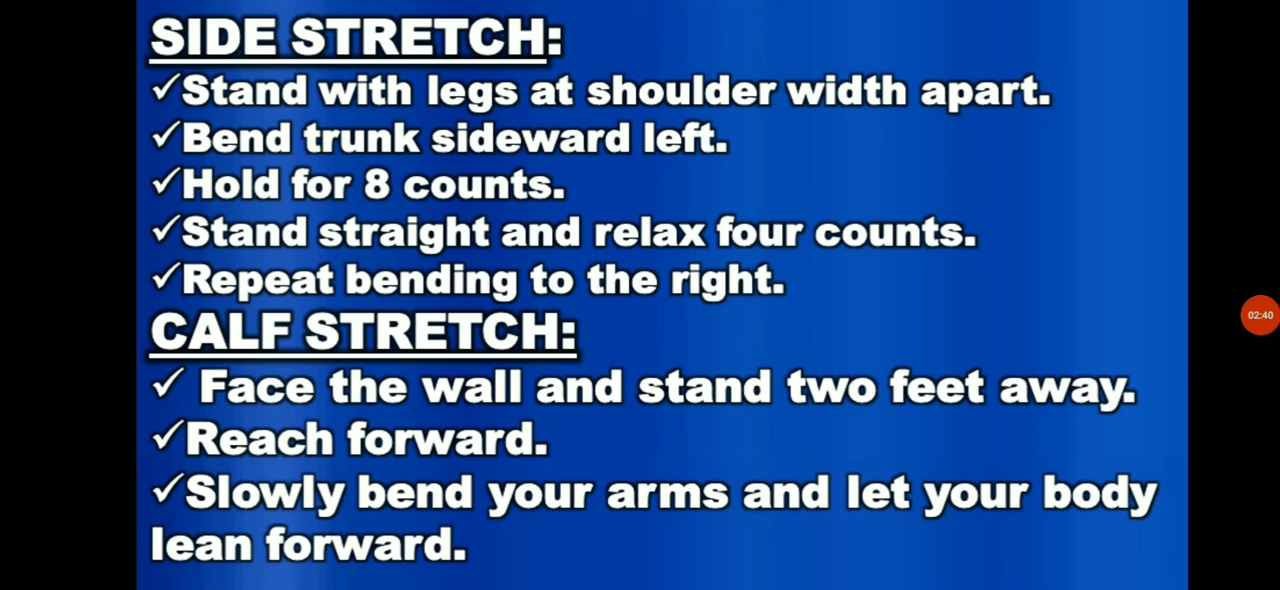 SIDE STRETCH:
✓Stand with legs at shoulder width apart.
✓Bend trunk sideward left.
✓Hold for 8 counts.
✓Stand straight and relax four counts.
✓Repeat bending to the right.
CALF STRETCH:
✓ Face the wall and stand two feet away.
✓Reach forward.
✓Slowly bend your arms and let your body
lean forward.
02:40